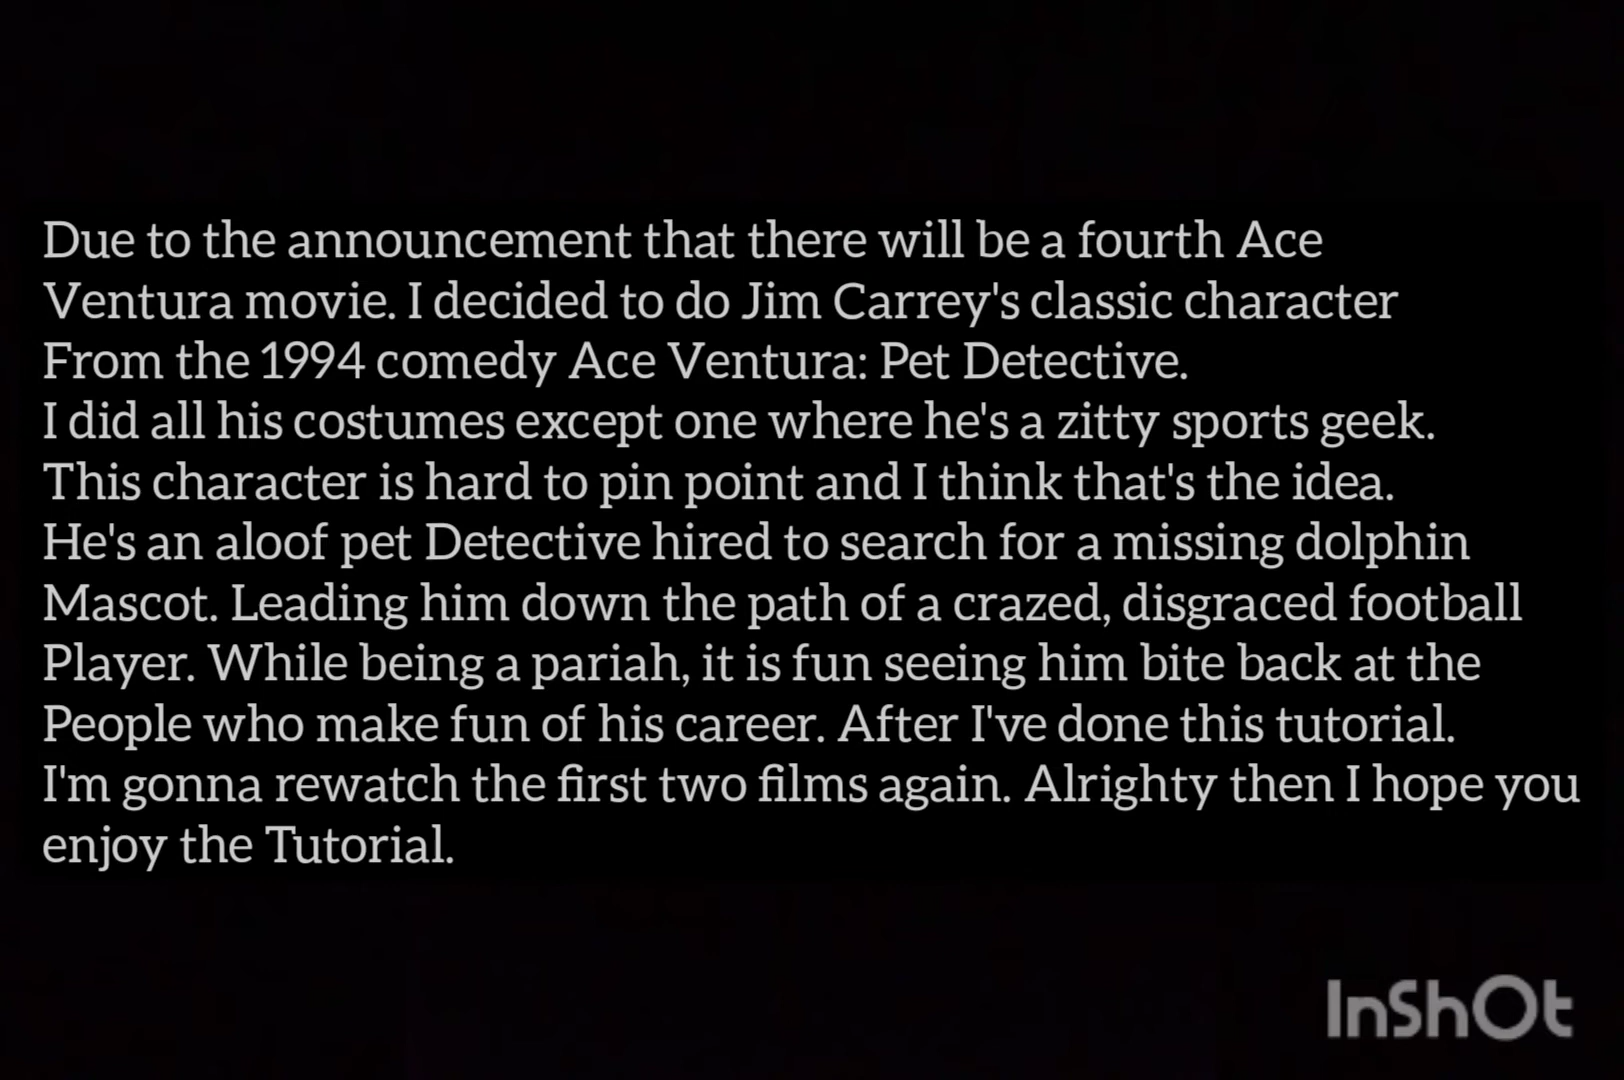 Due to the announcement that there will be a fourth Ace
Ventura movie. I decided to do Jim Carrey's classic character
From the 1994 comedy Ace Ventura: Pet Detective.
I did all his costumes except one where he's a zitty sports geek.
This character is hard to pin point and I think that's the idea.
He's an aloof pet Detective hired to search for a missing dolphin
Mascot. Leading him down the path of a crazed, disgraced football
Player. While being a pariah, it is fun seeing him bite back at the
People who make fun of his career. After I've done this tutorial.
I'm gonna rewatch the first two films again. Alrighty then I hope you
enjoy the Tutorial.
InShOt